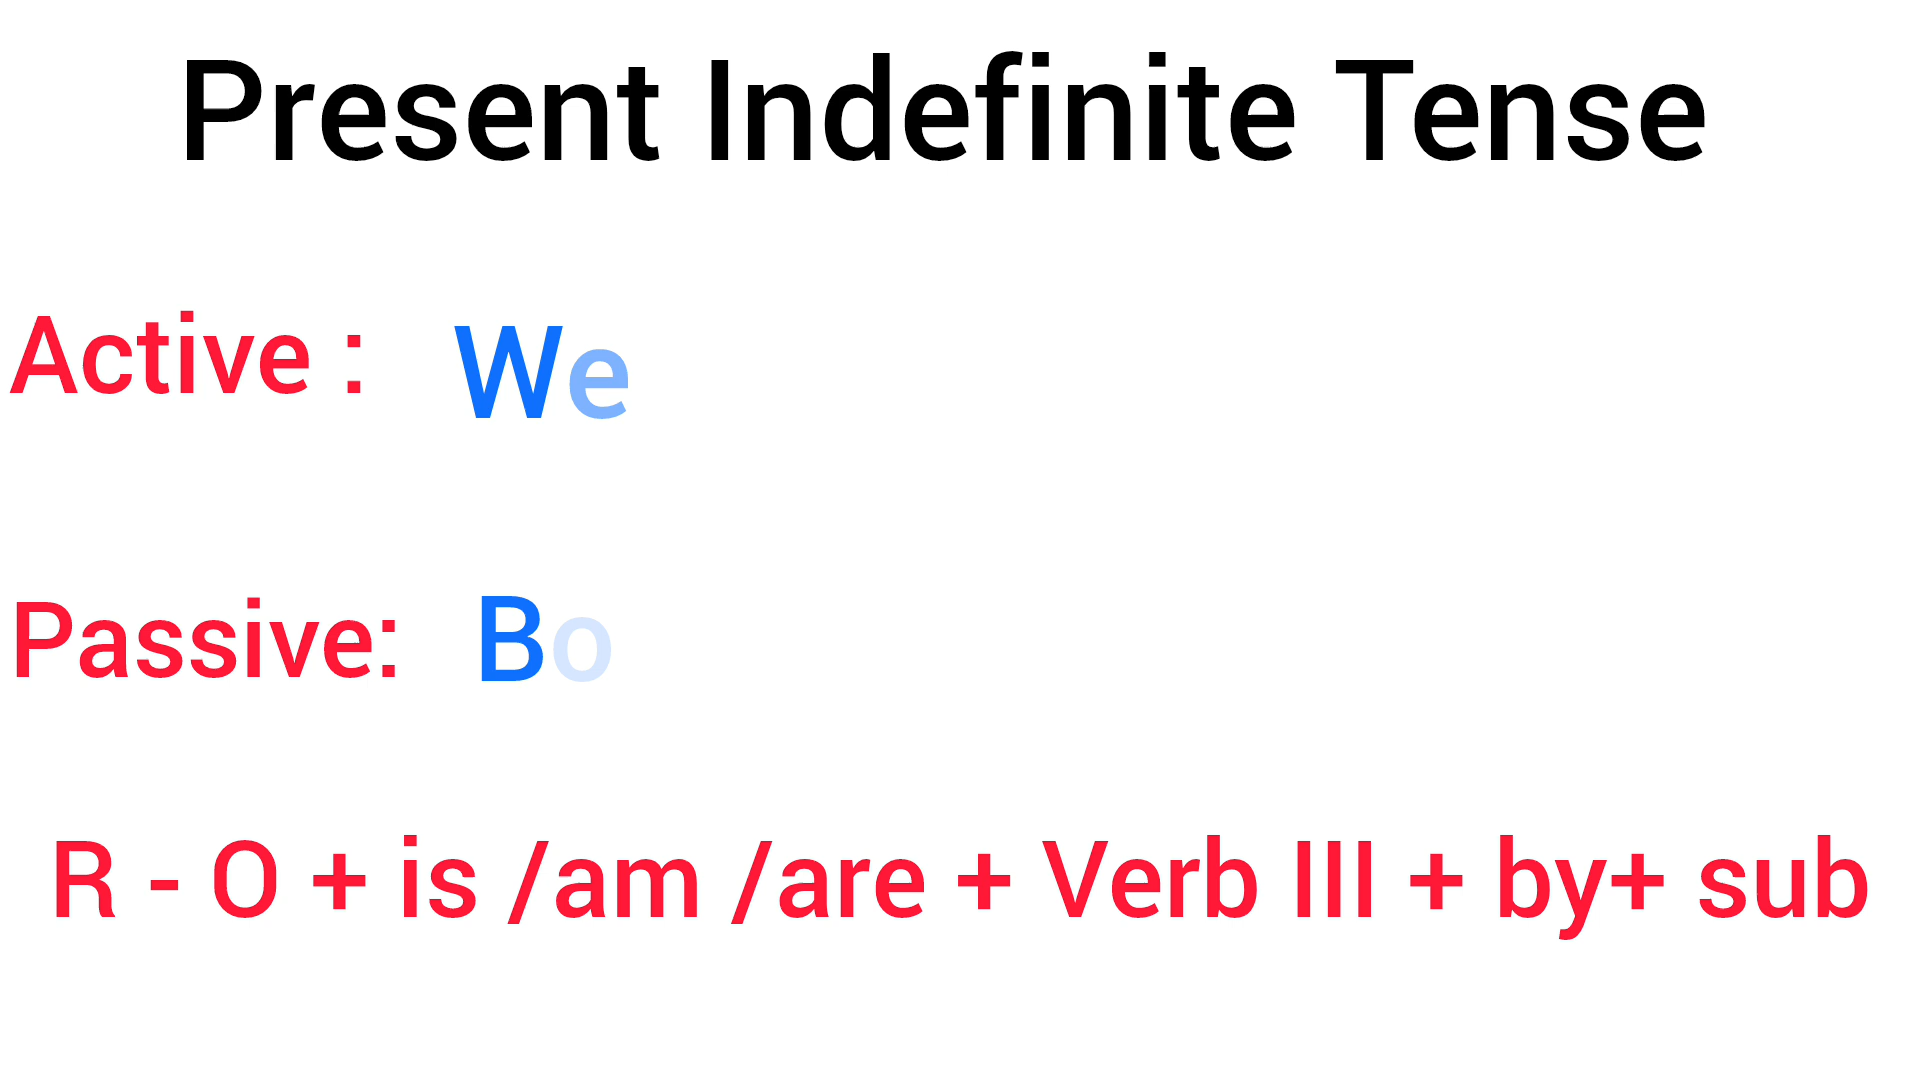 Present Indefinite Tense
Active : We
Passive: Bo
R - O + is /am /are + Verb III + by+ sub